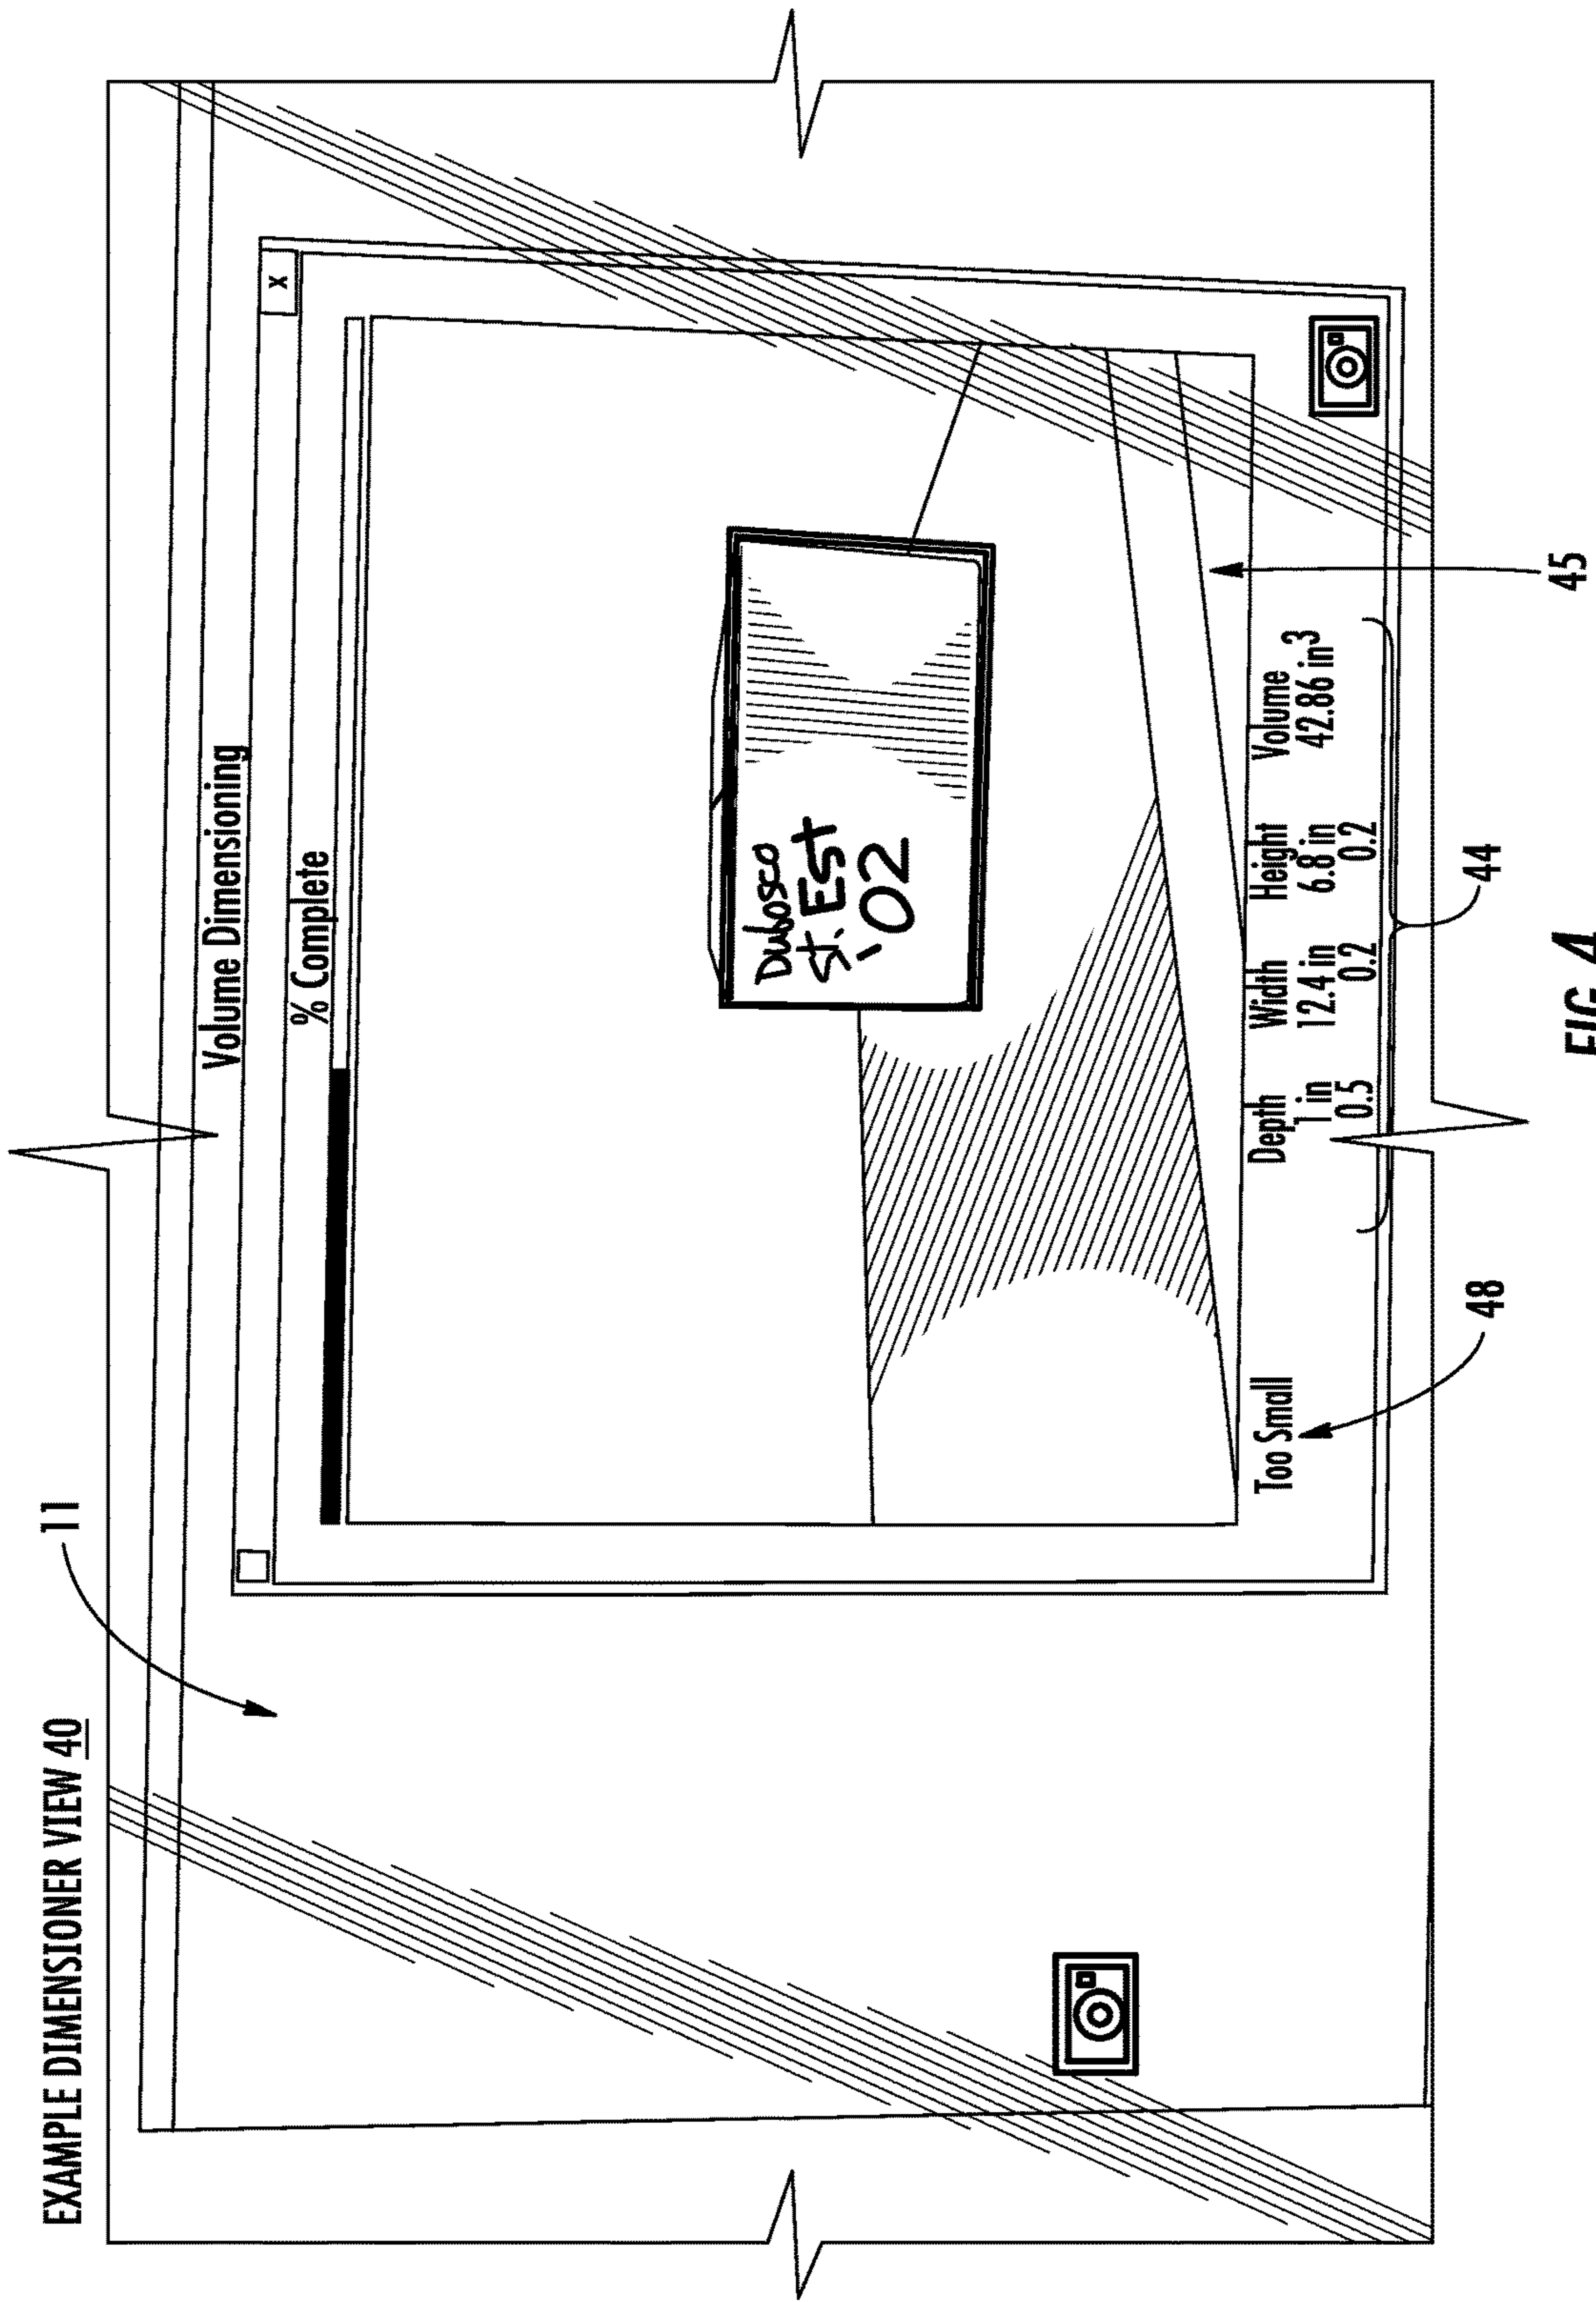 EXAMPLE DIMENSIONER VIEW 40
11
Volume Dimensioning
x
% Complete
Dubosco
St. Est
-02
Too Small
Depth Width Height Volume
1 in 12.4 in 6.8 in 42.86 in³
0.5 0.2 0.2
48
44
45
FIG. 4